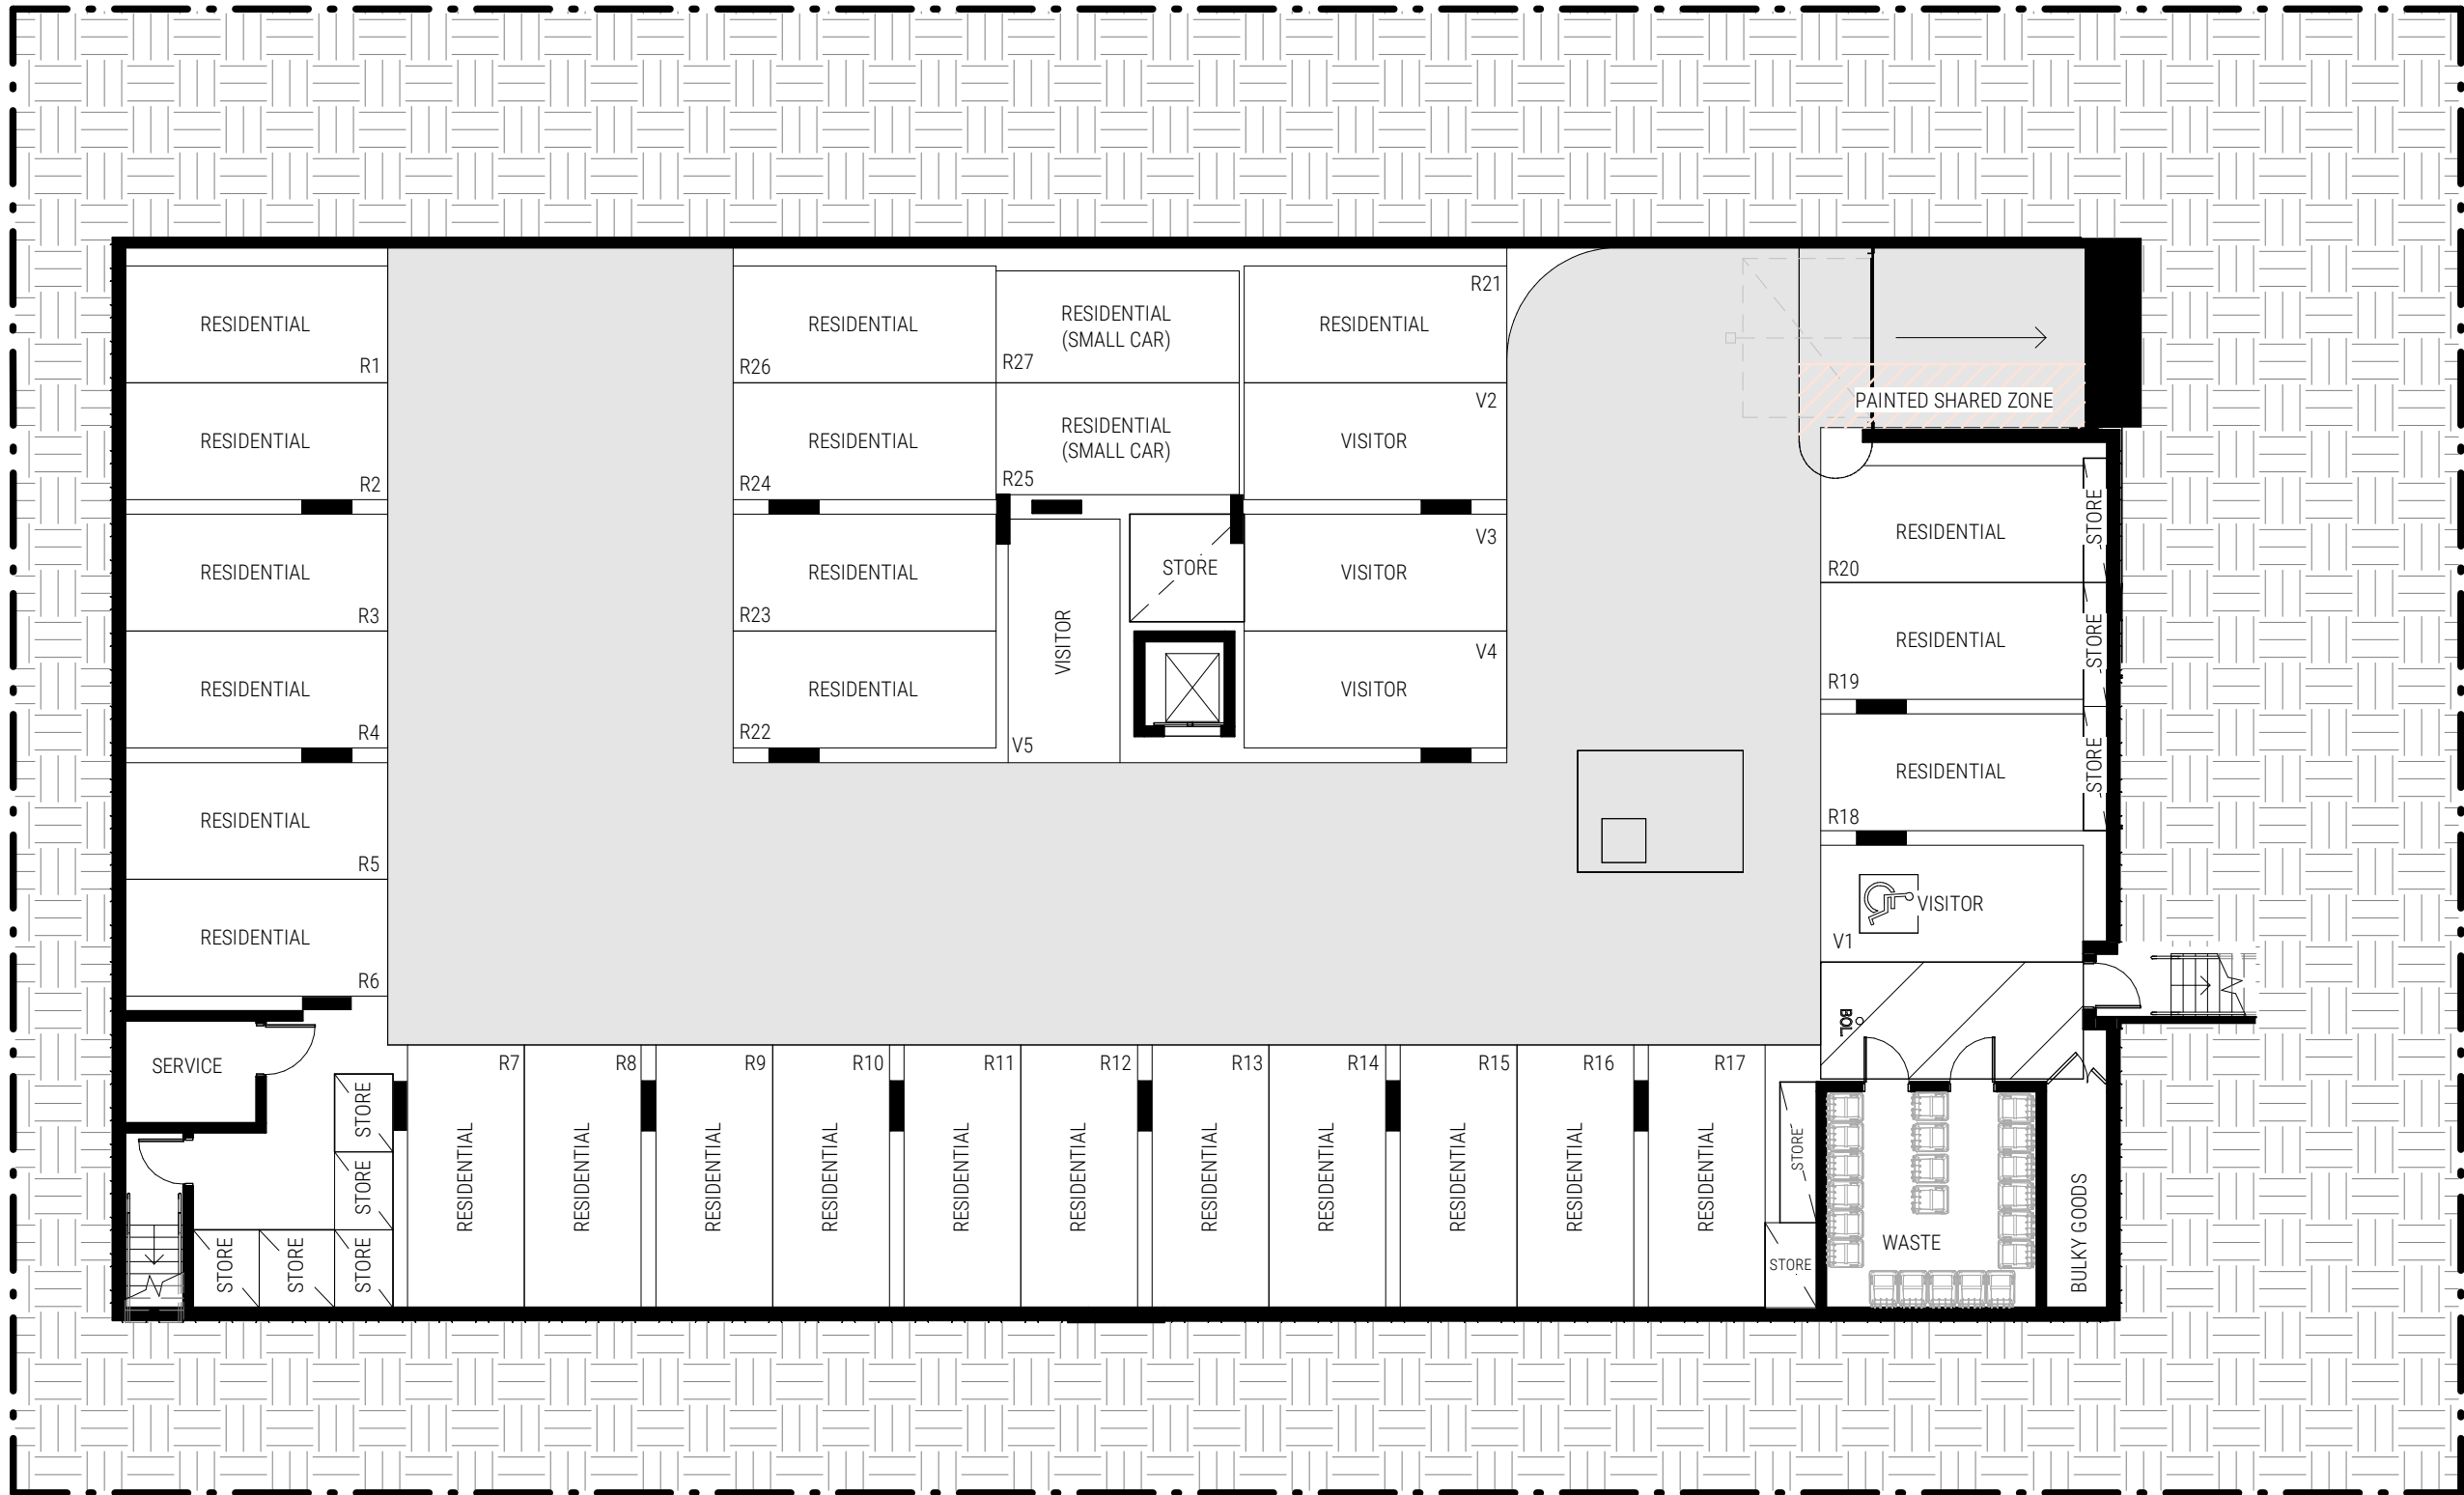 RESIDENTIAL
R1
RESIDENTIAL
R2
RESIDENTIAL
R3
RESIDENTIAL
R4
RESIDENTIAL
R5
RESIDENTIAL
R6
RESIDENTIAL
R26
RESIDENTIAL
(SMALL CAR)
R27
R21
RESIDENTIAL
RESIDENTIAL
R24
RESIDENTIAL
(SMALL CAR)
R25
V2
VISITOR
RESIDENTIAL
R23
RESIDENTIAL
R22
VISITOR
V5
STORE
V3
VISITOR
V4
VISITOR
PAINTED SHARED ZONE
RESIDENTIAL
R20
STORE
RESIDENTIAL
R19
STORE
RESIDENTIAL
R18
STORE
VISITOR
V1
BOL
SERVICE
STORE
STORE
STORE
STORE
STORE
R7
RESIDENTIAL
R8
RESIDENTIAL
R9
RESIDENTIAL
R10
RESIDENTIAL
R11
RESIDENTIAL
R12
RESIDENTIAL
R13
RESIDENTIAL
R14
RESIDENTIAL
R15
RESIDENTIAL
R16
RESIDENTIAL
R17
RESIDENTIAL
STORE
STORE
WASTE
BULKY GOODS